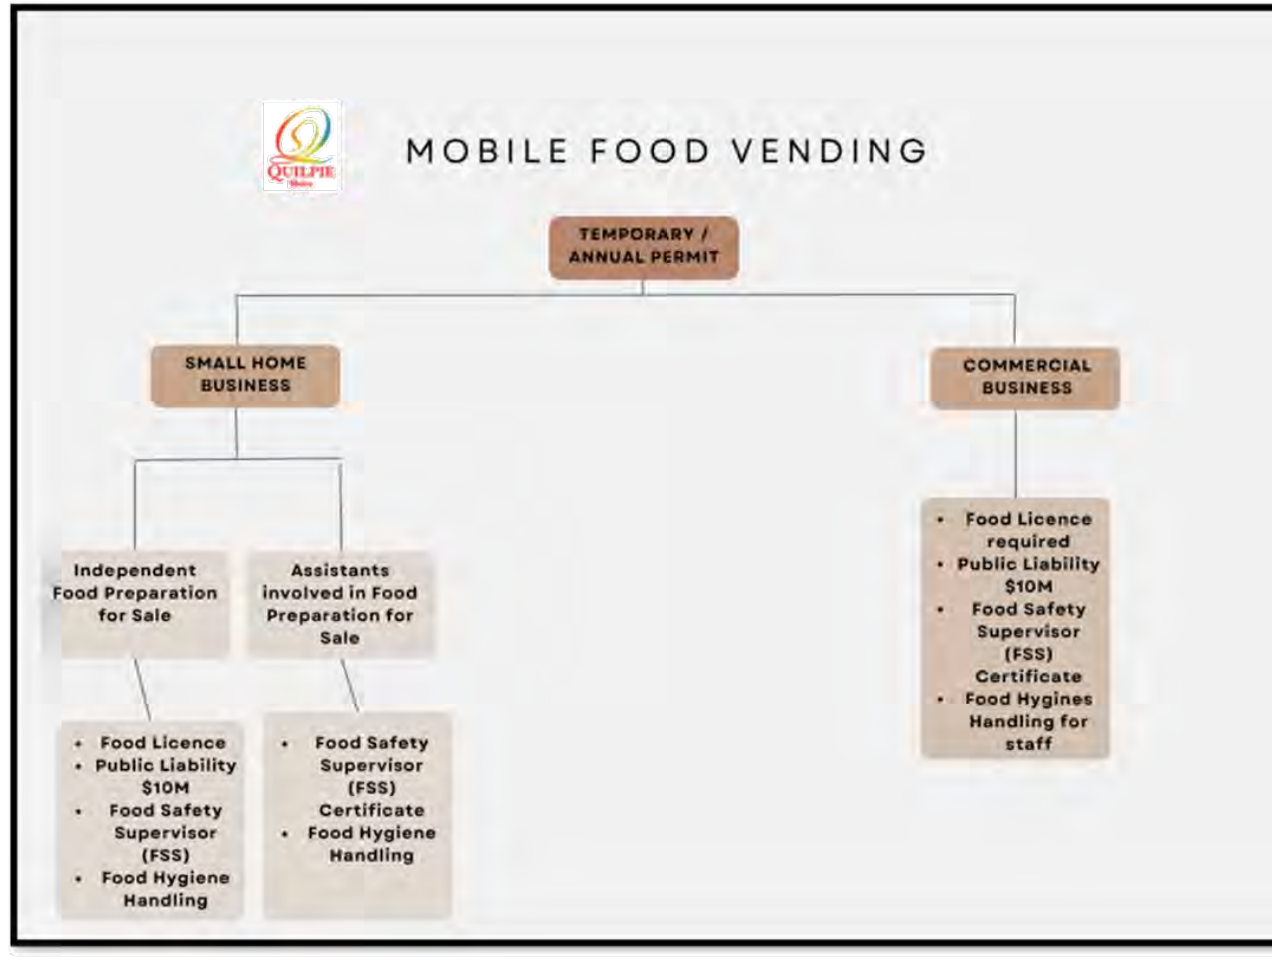 QUILPIE
Shire
MOBILE FOOD VENDING
TEMPORARY /
ANNUAL PERMIT
SMALL HOME
BUSINESS
COMMERCIAL
BUSINESS
Independent
Food Preparation
for Sale
Assistants
involved in Food
Preparation for
Sale
• Food Licence
• Public Liability
$10M
• Food Safety
Supervisor
(FSS)
• Food Hygiene
Handling
• Food Safety
Supervisor
(FSS)
Certificate
• Food Hygiene
Handling
• Food Licence
required
• Public Liability
$10M
• Food Safety
Supervisor
(FSS)
Certificate
• Food Hygines
Handling for
staff